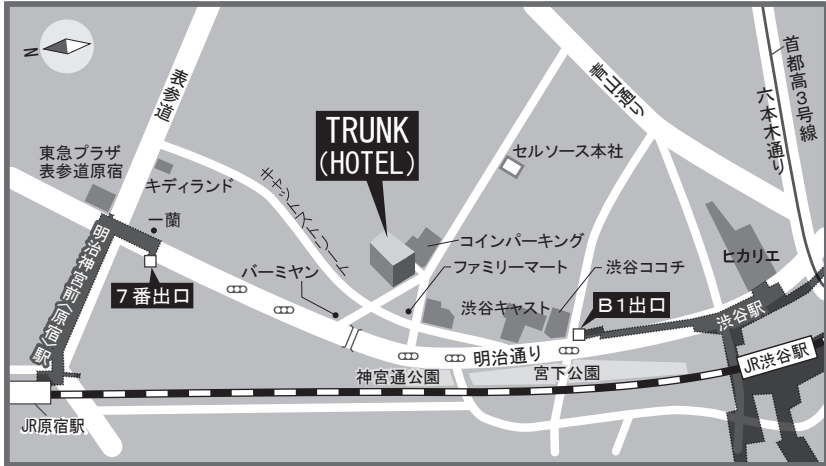 N
表参道
青山通り
首都高3号線
六本木通り
東急プラザ
表参道原宿
キディランド
一蘭
キャットストリート
TRUNK
(HOTEL)
セルソース本社
明治神宮前〈原宿〉駅
7番出口
バーミヤン
コインパーキング
ファミリーマート
渋谷ココチ
渋谷キャスト
B1出口
ヒカリエ
渋谷駅
明治通り
神宮通公園
宮下公園
JR渋谷駅
JR原宿駅